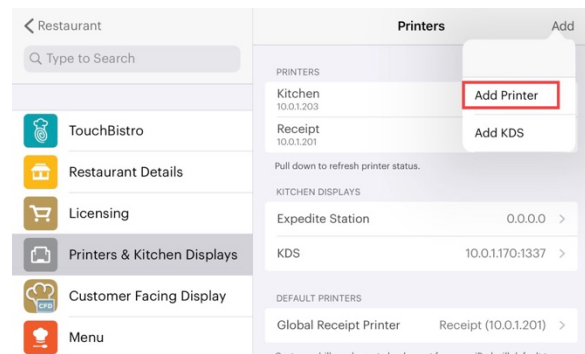 Restaurant
Type to Search
TouchBistro
Restaurant Details
Licensing
Printers & Kitchen Displays
CFD
Customer Facing Display
Menu
Printers
Add
Add Printer
Add KDS
PRINTERS
Kitchen
10.0.1.203
Receipt
10.0.1.201
Pull down to refresh printer status.
KITCHEN DISPLAYS
Expedite Station 0.0.0.0
KDS 10.0.1.170:1337
DEFAULT PRINTERS
Global Receipt Printer Receipt (10.0.1.201)